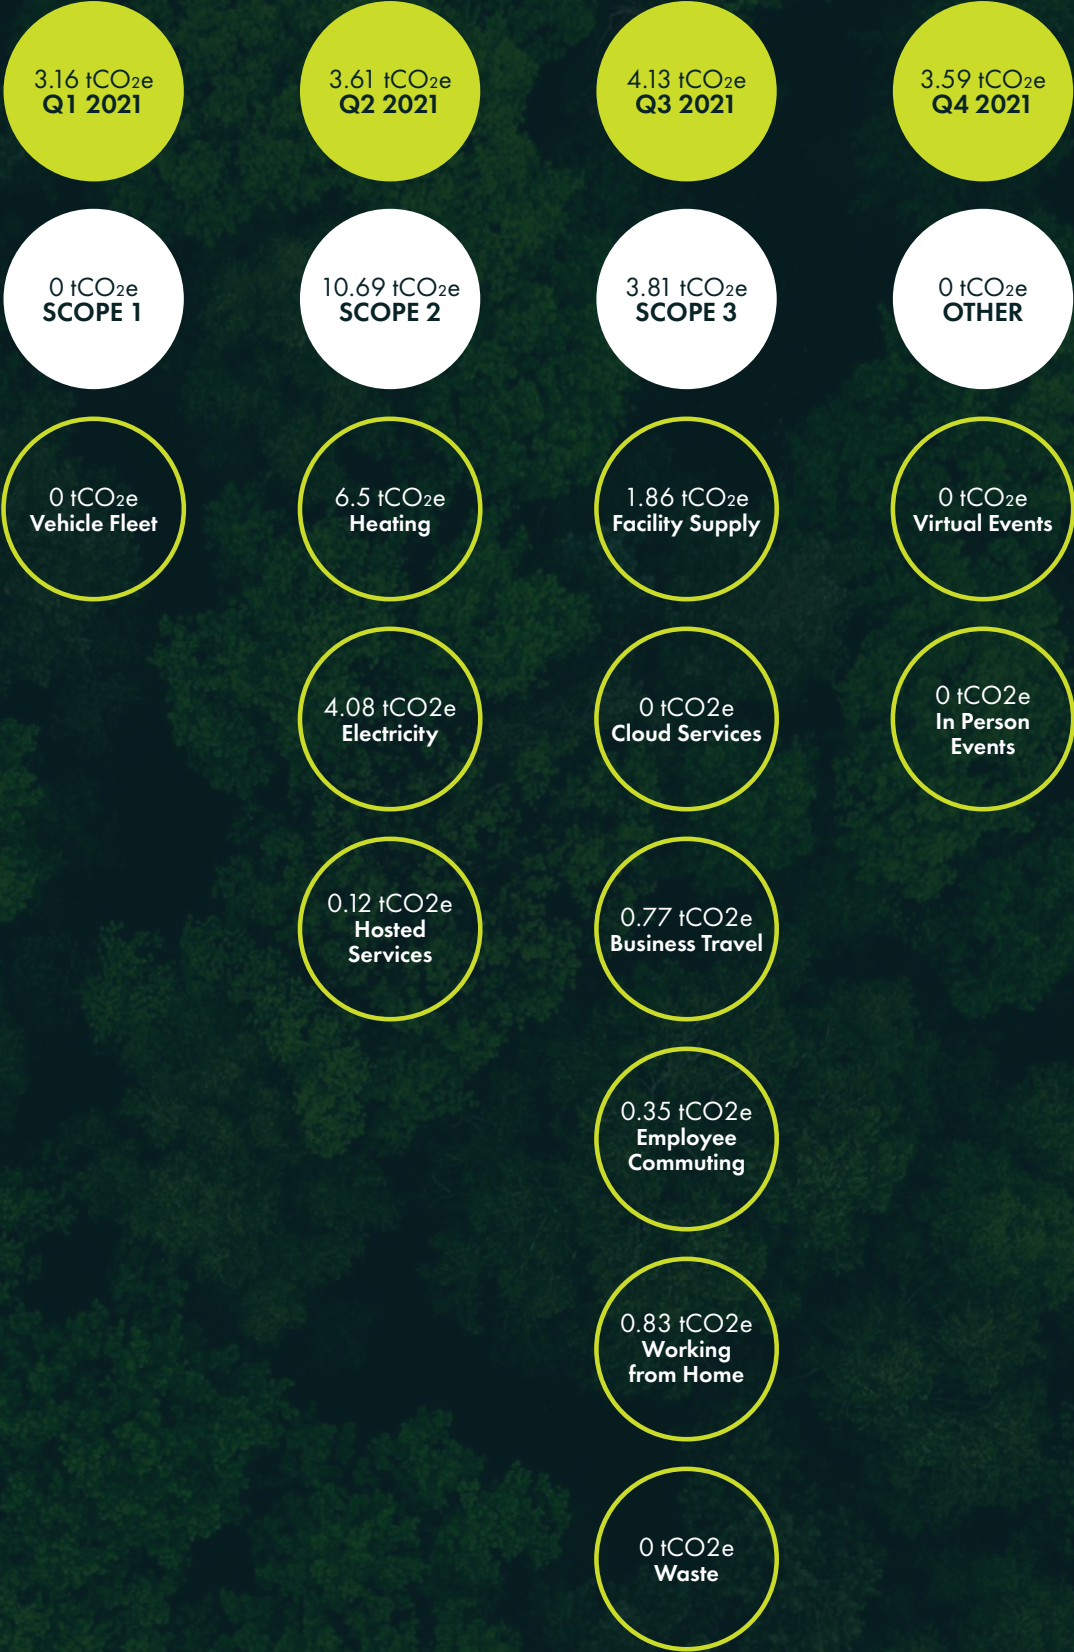 3.16 tCO₂e
Q1 2021
3.61 tCO₂e
Q2 2021
4.13 tCO₂e
Q3 2021
3.59 tCO₂e
Q4 2021
0 tCO₂e
SCOPE 1
10.69 tCO₂e
SCOPE 2
3.81 tCO₂e
SCOPE 3
0 tCO₂e
OTHER
0 tCO₂e
Vehicle Fleet
6.5 tCO₂e
Heating
1.86 tCO₂e
Facility Supply
0 tCO₂e
Virtual Events
4.08 tCO2e
Electricity
0 tCO2e
Cloud Services
0 tCO2e
In Person
Events
0.12 tCO2e
Hosted
Services
0.77 tCO2e
Business Travel
0.35 tCO2e
Employee
Commuting
0.83 tCO2e
Working
from Home
0 tCO2e
Waste